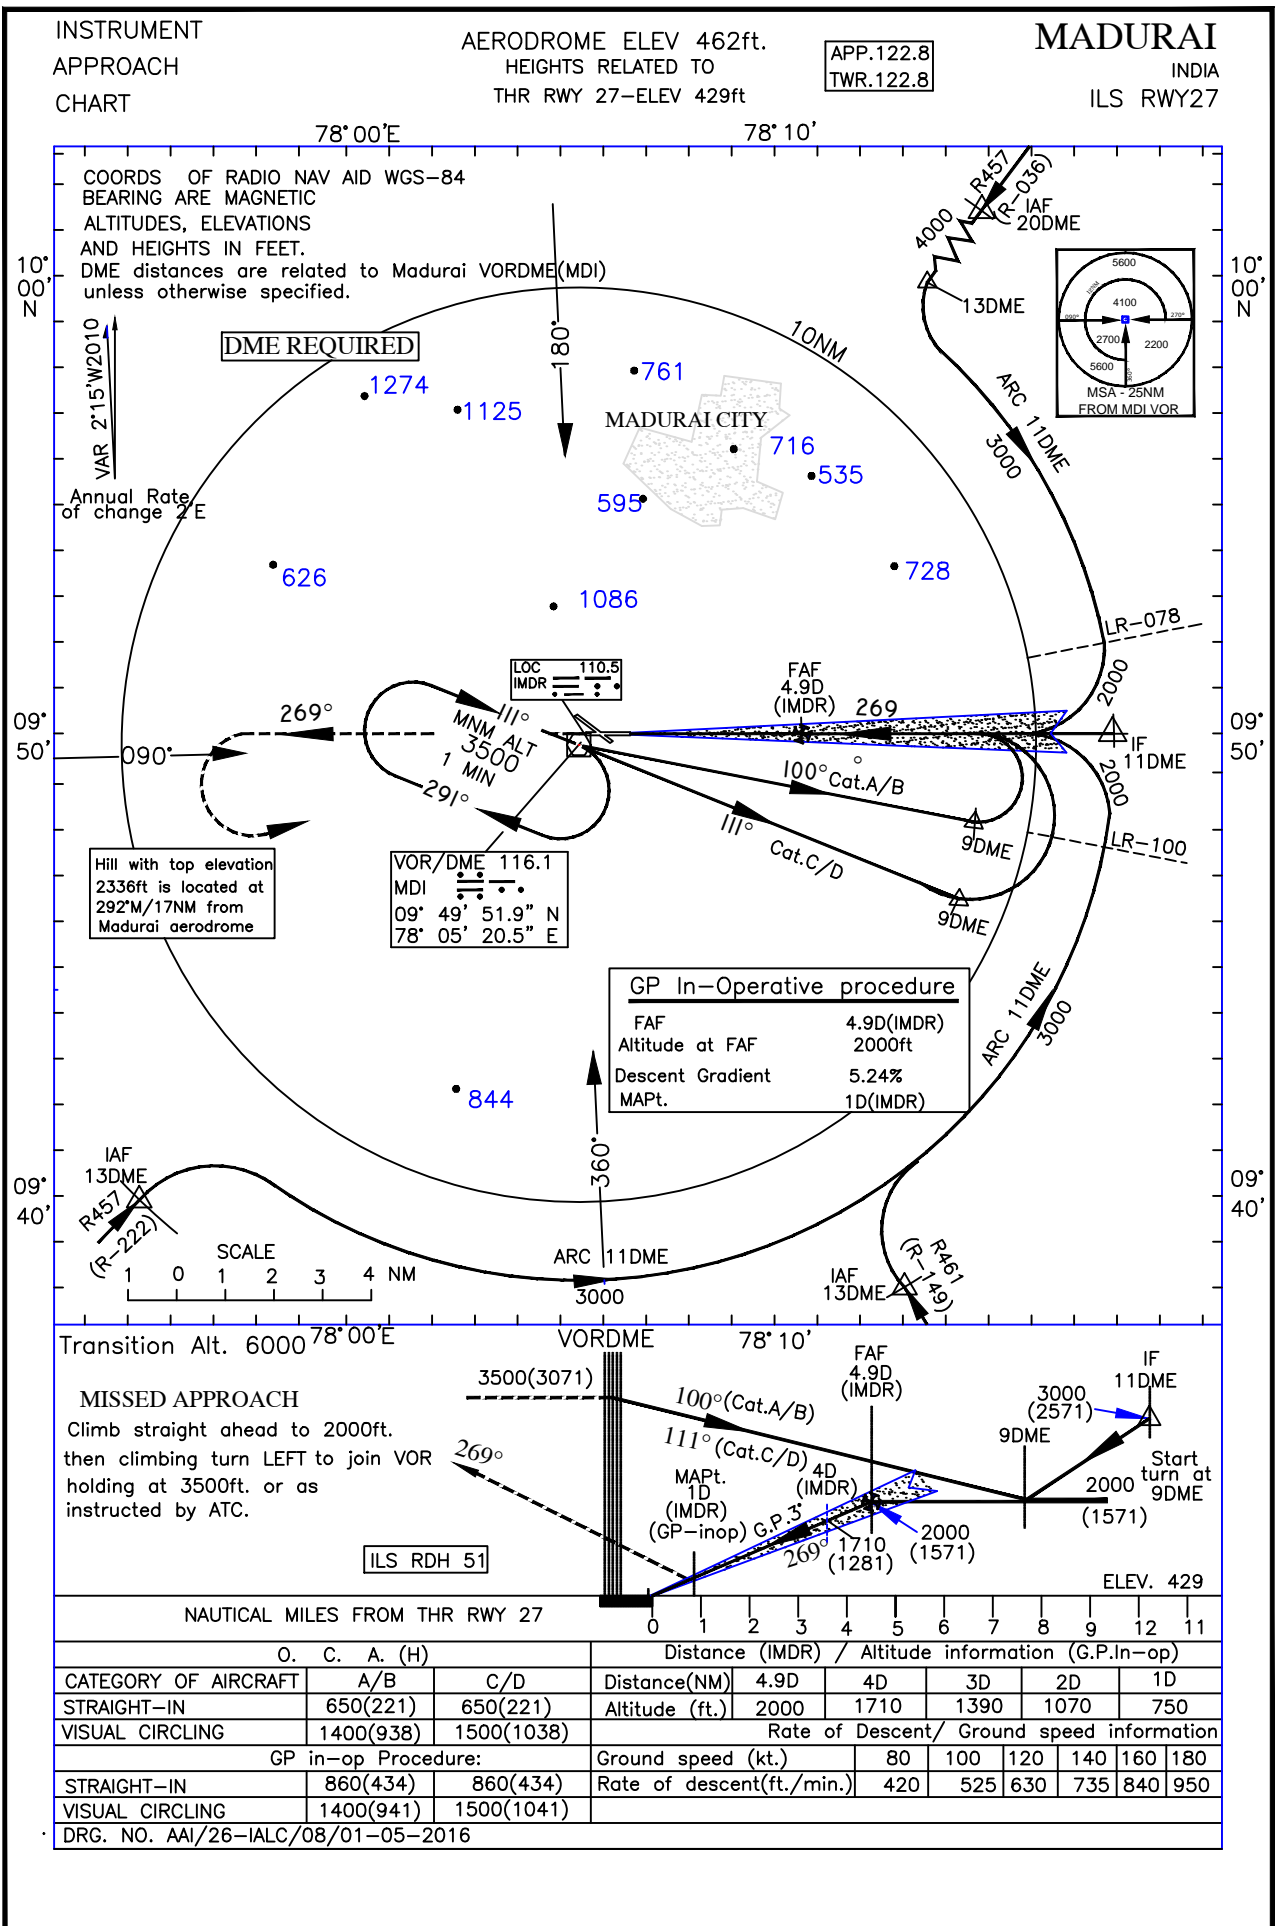 INSTRUMENT
APPROACH
CHART
AERODROME ELEV 462ft.
HEIGHTS RELATED TO
THR RWY 27-ELEV 429ft
APP.122.8
TWR.122.8
MADURAI
INDIA
ILS RWY27
78°00'E
78°10'
COORDS OF RADIO NAV AID WGS-84
BEARING ARE MAGNETIC
ALTITUDES, ELEVATIONS
AND HEIGHTS IN FEET.
DME distances are related to Madurai VORDME(MDI)
unless otherwise specified.
10°
00'
N
10°
00'
N
VAR 2°15'W2010
Annual Rate
of change 2'E
DME REQUIRED
180°
10NM
1274
1125
761
MADURAI CITY
716
535
595
626
1086
728
R457
(R-036)
IAF
20DME
4000
13DME
5600
10NM
4100
090°
270°
2700
2200
5600
360°
MSA - 25NM
FROM MDI VOR
ARC 11DME
3000
LR-078
2000
IF
11DME
2000
LR-100
09°
50'
09°
50'
LOC 110.5
IMDR
FAF
4.9D
(IMDR)
269
269°
090°
111°
MNM ALT
3500
1 MIN
291°
100° Cat.A/B
°
111°
Cat.C/D
9DME
9DME
Hill with top elevation
2336ft is located at
292°M/17NM from
Madurai aerodrome
VOR/DME 116.1
MDI
09° 49' 51.9" N
78° 05' 20.5" E
GP In-Operative procedure
FAF 4.9D(IMDR)
Altitude at FAF 2000ft
Descent Gradient 5.24%
MAPt. 1D(IMDR)
ARC 11DME
3000
844
360°
IAF
13DME
R457
(R-222)
09°
40'
09°
40'
SCALE
1 0 1 2 3 4 NM
ARC 11DME
3000
IAF
13DME
R461
(R-149)
Transition Alt. 6000
78°00'E
VORDME
78°10'
MISSED APPROACH
Climb straight ahead to 2000ft.
then climbing turn LEFT to join VOR
holding at 3500ft. or as
instructed by ATC.
3500(3071)
100°(Cat.A/B)
111°(Cat.C/D)
269°
MAPt.
1D
(IMDR)
(GP-inop)
4D
(IMDR)
FAF
4.9D
(IMDR)
G.P.3°
269°
1710
(1281)
2000
(1571)
9DME
IF
11DME
3000
(2571)
Start
turn at
9DME
2000
(1571)
ILS RDH 51
ELEV. 429
NAUTICAL MILES FROM THR RWY 27
0 1 2 3 4 5 6 7 8 9 12 11
O. C. A. (H)
CATEGORY OF AIRCRAFT A/B C/D
STRAIGHT-IN 650(221) 650(221)
VISUAL CIRCLING 1400(938) 1500(1038)
GP in-op Procedure:
STRAIGHT-IN 860(434) 860(434)
VISUAL CIRCLING 1400(941) 1500(1041)
Distance (IMDR) / Altitude information (G.P.In-op)
Distance(NM) 4.9D 4D 3D 2D 1D
Altitude (ft.) 2000 1710 1390 1070 750
Rate of Descent/ Ground speed information
Ground speed (kt.) 80 100 120 140 160 180
Rate of descent(ft./min.) 420 525 630 735 840 950
DRG. NO. AAI/26-IALC/08/01-05-2016